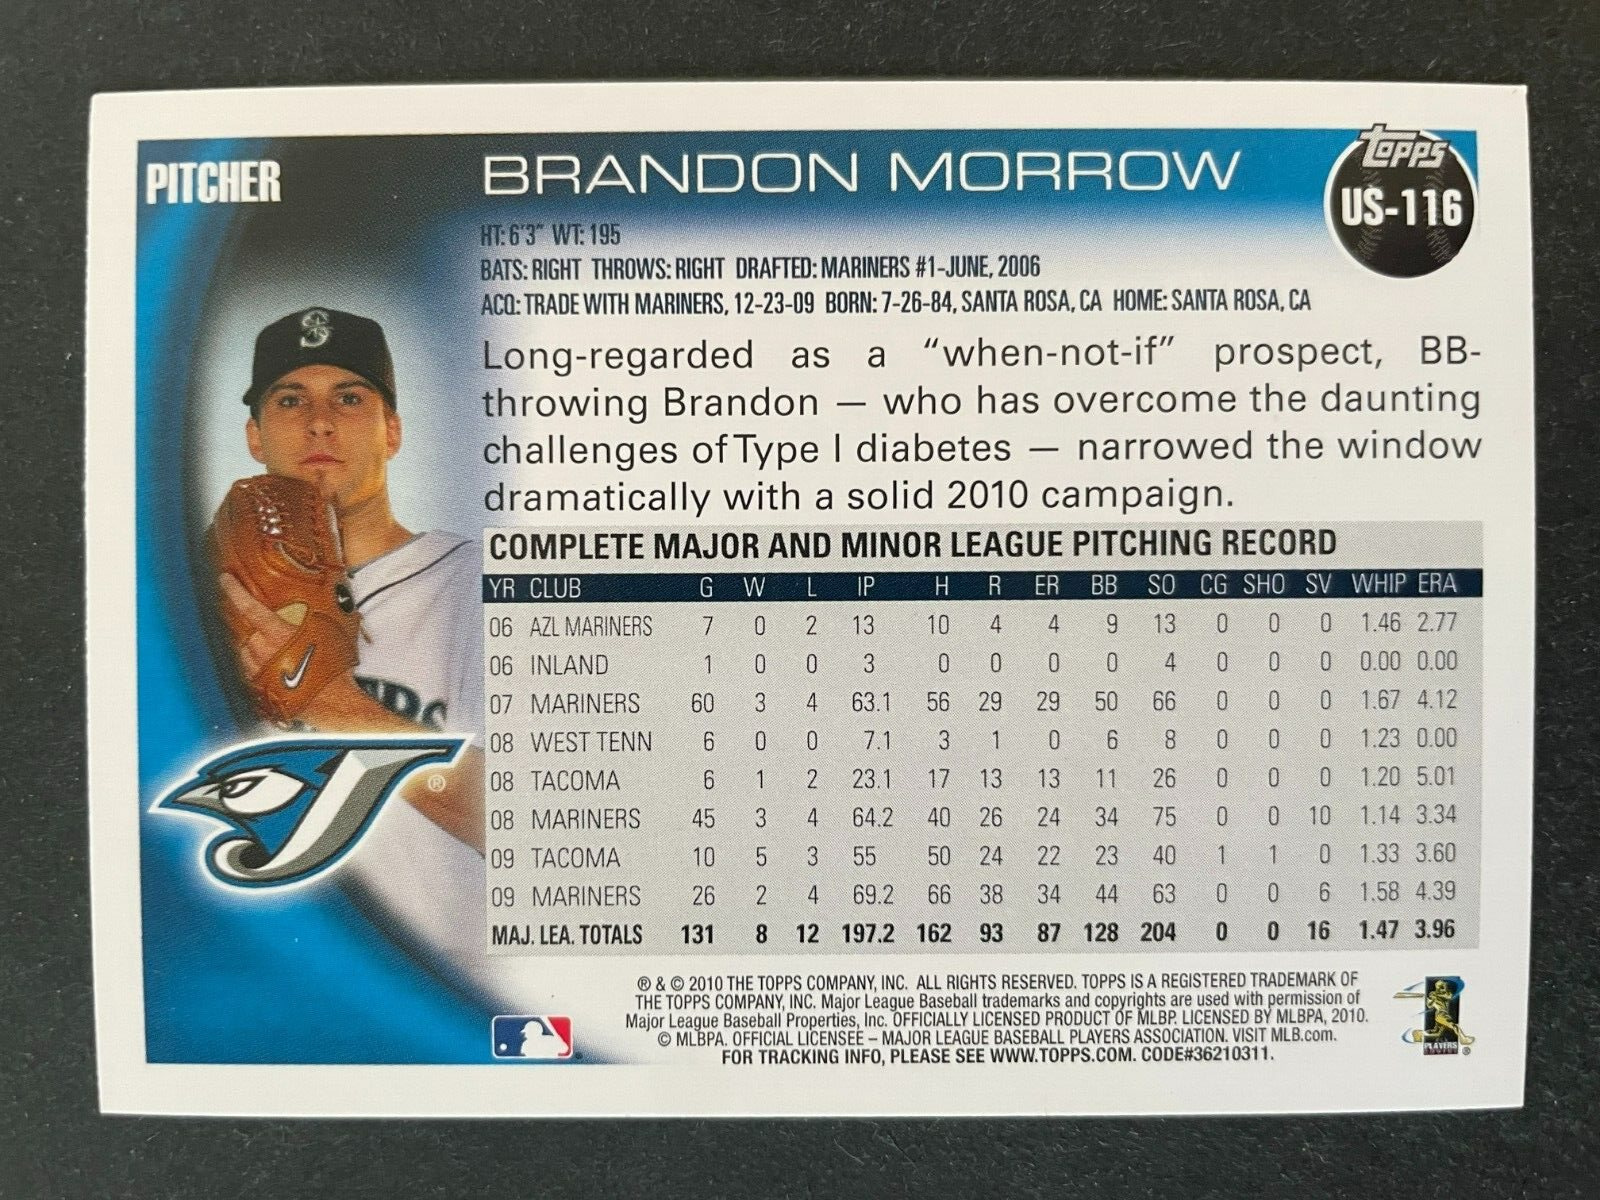 PITCHER
BRANDON MORROW
topps
US-116
HT: 6'3" WT: 195
BATS: RIGHT THROWS: RIGHT DRAFTED: MARINERS #1-JUNE, 2006
ACQ: TRADE WITH MARINERS, 12-23-09 BORN: 7-26-84, SANTA ROSA, CA HOME: SANTA ROSA, CA
Long-regarded as a “when-not-if” prospect, BB-
throwing Brandon — who has overcome the daunting
challenges of Type I diabetes — narrowed the window
dramatically with a solid 2010 campaign.
COMPLETE MAJOR AND MINOR LEAGUE PITCHING RECORD
YR CLUB G W L IP H R ER BB SO CG SHO SV WHIP ERA
06 AZL MARINERS 7 0 2 13 10 4 4 9 13 0 0 0 1.46 2.77
06 INLAND 1 0 0 3 0 0 0 0 4 0 0 0 0.00 0.00
07 MARINERS 60 3 4 63.1 56 29 29 50 66 0 0 0 1.67 4.12
08 WEST TENN 6 0 0 7.1 3 1 0 6 8 0 0 0 1.23 0.00
08 TACOMA 6 1 2 23.1 17 13 13 11 26 0 0 0 1.20 5.01
08 MARINERS 45 3 4 64.2 40 26 24 34 75 0 0 10 1.14 3.34
09 TACOMA 10 5 3 55 50 24 22 23 40 1 1 0 1.33 3.60
09 MARINERS 26 2 4 69.2 66 38 34 44 63 0 0 6 1.58 4.39
MAJ. LEA. TOTALS 131 8 12 197.2 162 93 87 128 204 0 0 16 1.47 3.96
® & © 2010 THE TOPPS COMPANY, INC. ALL RIGHTS RESERVED. TOPPS IS A REGISTERED TRADEMARK OF
THE TOPPS COMPANY, INC. Major League Baseball trademarks and copyrights are used with permission of
Major League Baseball Properties, Inc. OFFICIALLY LICENSED PRODUCT OF MLBP. LICENSED BY MLBPA, 2010.
© MLBPA. OFFICIAL LICENSEE – MAJOR LEAGUE BASEBALL PLAYERS ASSOCIATION. VISIT MLB.com.
FOR TRACKING INFO, PLEASE SEE WWW.TOPPS.COM. CODE#36210311.
PLAYERS